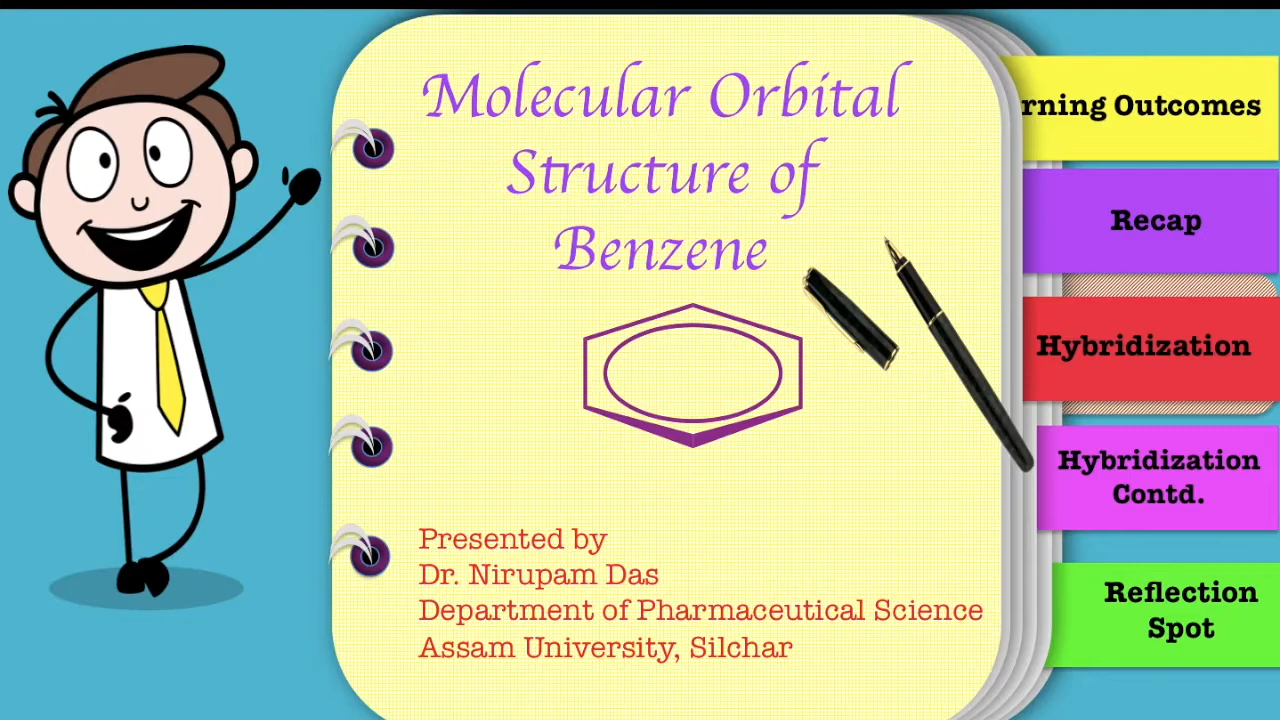 Molecular Orbital
Structure of
Benzene
Presented by
Dr. Nirupam Das
Department of Pharmaceutical Science
Assam University, Silchar
rning Outcomes
Recap
Hybridization
Hybridization
Contd.
Reflection
Spot